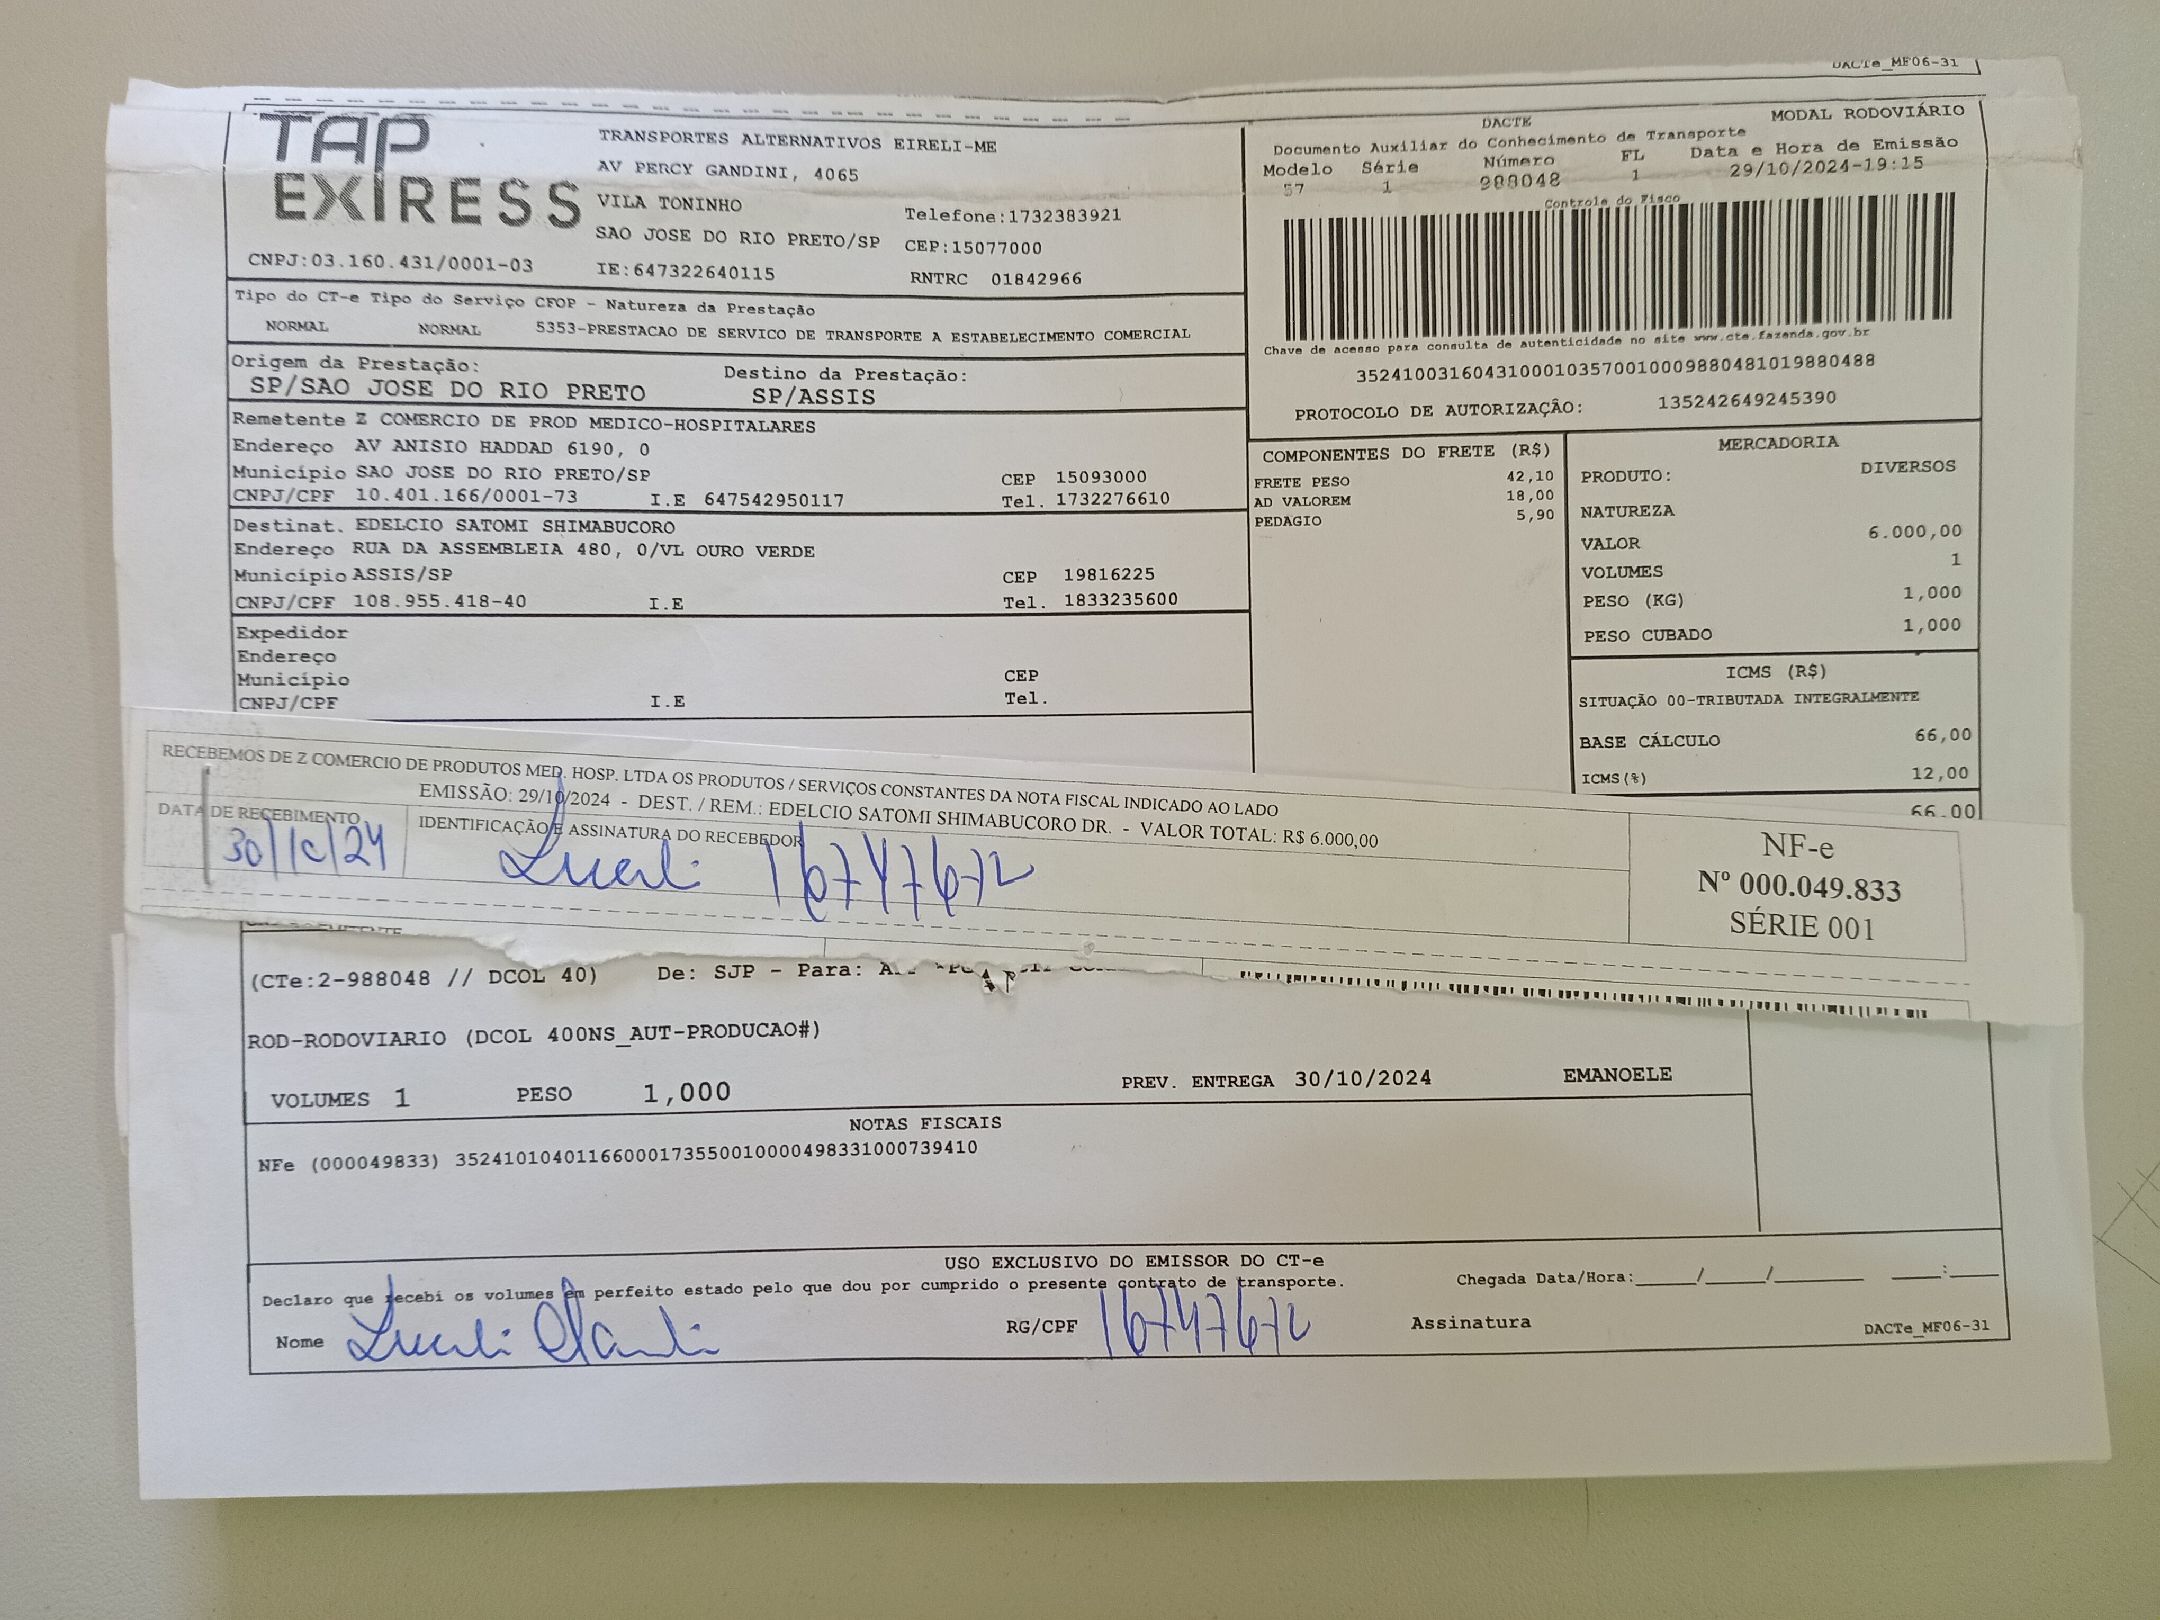 DACTe_MF06-31
TAP
EXIRESS
TRANSPORTES ALTERNATIVOS EIRELI-ME
AV PERCY GANDINI, 4065
VILA TONINHO
Telefone:1732383921
SAO JOSE DO RIO PRETO/SP CEP:15077000
CNPJ:03.160.431/0001-03 IE:647322640115 RNTRC 01842966
DACTE MODAL RODOVIÁRIO
Documento Auxiliar do Conhecimento de Transporte
Modelo Série Número FL Data e Hora de Emissão
57 1 988048 1 29/10/2024-19:15
Controle do Fisco
Chave de acesso para consulta de autenticidade no site www.cte.fazenda.gov.br
35241003160431000103570010009880481019880488
PROTOCOLO DE AUTORIZAÇÃO: 135242649245390
Tipo do CT-e Tipo do Serviço CFOP - Natureza da Prestação
NORMAL NORMAL 5353-PRESTACAO DE SERVICO DE TRANSPORTE A ESTABELECIMENTO COMERCIAL
Origem da Prestação: Destino da Prestação:
SP/SAO JOSE DO RIO PRETO SP/ASSIS
Remetente Z COMERCIO DE PROD MEDICO-HOSPITALARES
Endereço AV ANISIO HADDAD 6190, 0
Município SAO JOSE DO RIO PRETO/SP CEP 15093000
CNPJ/CPF 10.401.166/0001-73 I.E 647542950117 Tel. 1732276610
Destinat. EDELCIO SATOMI SHIMABUCORO
Endereço RUA DA ASSEMBLEIA 480, 0/VL OURO VERDE
Município ASSIS/SP CEP 19816225
CNPJ/CPF 108.955.418-40 I.E Tel. 1833235600
Expedidor
Endereço
Município CEP
CNPJ/CPF I.E Tel.
COMPONENTES DO FRETE (R$)
FRETE PESO 42,10
AD VALOREM 18,00
PEDAGIO 5,90
MERCADORIA
PRODUTO: DIVERSOS
NATUREZA
VALOR 6.000,00
VOLUMES 1
PESO (KG) 1,000
PESO CUBADO 1,000
ICMS (R$)
SITUAÇÃO 00-TRIBUTADA INTEGRALMENTE
BASE CÁLCULO 66,00
ICMS(%) 12,00
66,00
RECEBEMOS DE Z COMERCIO DE PRODUTOS MED. HOSP. LTDA OS PRODUTOS / SERVIÇOS CONSTANTES DA NOTA FISCAL INDICADO AO LADO
EMISSÃO: 29/10/2024 - DEST. / REM.: EDELCIO SATOMI SHIMABUCORO DR. - VALOR TOTAL: R$ 6.000,00
DATA DE RECEBIMENTO IDENTIFICAÇÃO E ASSINATURA DO RECEBEDOR
30/10/24 16747672
NF-e
Nº 000.049.833
SÉRIE 001
(CTe:2-988048 // DCOL 40) De: SJP - Para:
ROD-RODOVIARIO (DCOL 400NS_AUT-PRODUCAO#)
VOLUMES 1 PESO 1,000 PREV. ENTREGA 30/10/2024 EMANOELE
NOTAS FISCAIS
NFe (000049833) 35241010401166000173550010000498331000739410
USO EXCLUSIVO DO EMISSOR DO CT-e
Declaro que recebi os volumes em perfeito estado pelo que dou por cumprido o presente contrato de transporte. Chegada Data/Hora:_____/_____/_______ ____:____
Nome RG/CPF 16747672 Assinatura DACTe_MF06-31